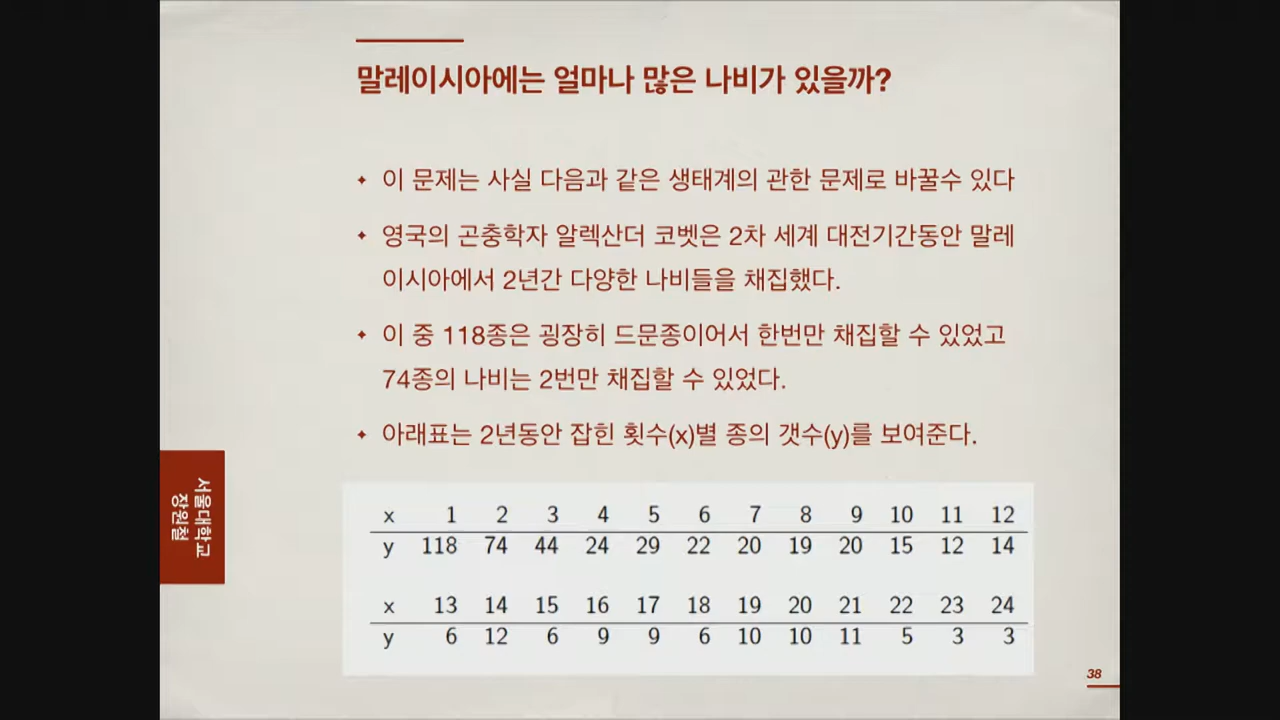 말레이시아에는 얼마나 많은 나비가 있을까?
✦ 이 문제는 사실 다음과 같은 생태계의 관한 문제로 바꿀수 있다
✦ 영국의 곤충학자 알렉산더 코벳은 2차 세계 대전기간동안 말레
이시아에서 2년간 다양한 나비들을 채집했다.
✦ 이 중 118종은 굉장히 드문종이어서 한번만 채집할 수 있었고
74종의 나비는 2번만 채집할 수 있었다.
✦ 아래표는 2년동안 잡힌 횟수(x)별 종의 갯수(y)를 보여준다.
서울대학교
장원철
x 1 2 3 4 5 6 7 8 9 10 11 12
y 118 74 44 24 29 22 20 19 20 15 12 14
x 13 14 15 16 17 18 19 20 21 22 23 24
y 6 12 6 9 9 6 10 10 11 5 3 3
38